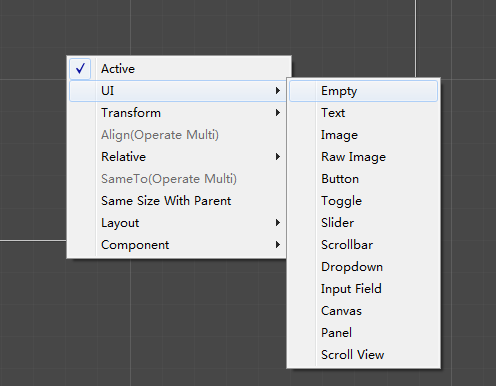 Active
UI
Transform
Align(Operate Multi)
Relative
SameTo(Operate Multi)
Same Size With Parent
Layout
Component
Empty
Text
Image
Raw Image
Button
Toggle
Slider
Scrollbar
Dropdown
Input Field
Canvas
Panel
Scroll View